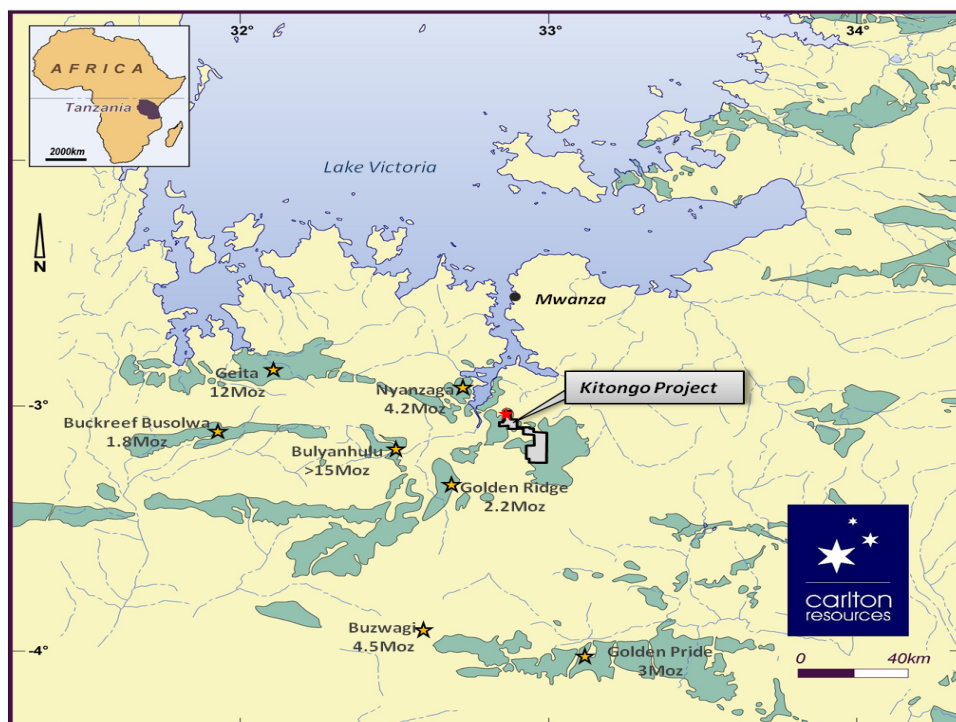 32°
33°
34°
AFRICA
Tanzania
2000km
Lake Victoria
N
Mwanza
Geita
12Moz
Nyanzaga
4.2Moz
Kitongo Project
-3°
Buckreef Busolwa
1.8Moz
Bulyanhulu
>15Moz
Golden Ridge
2.2Moz
carlton
resources
Buzwagi
4.5Moz
-4°
Golden Pride
3Moz
0 40km